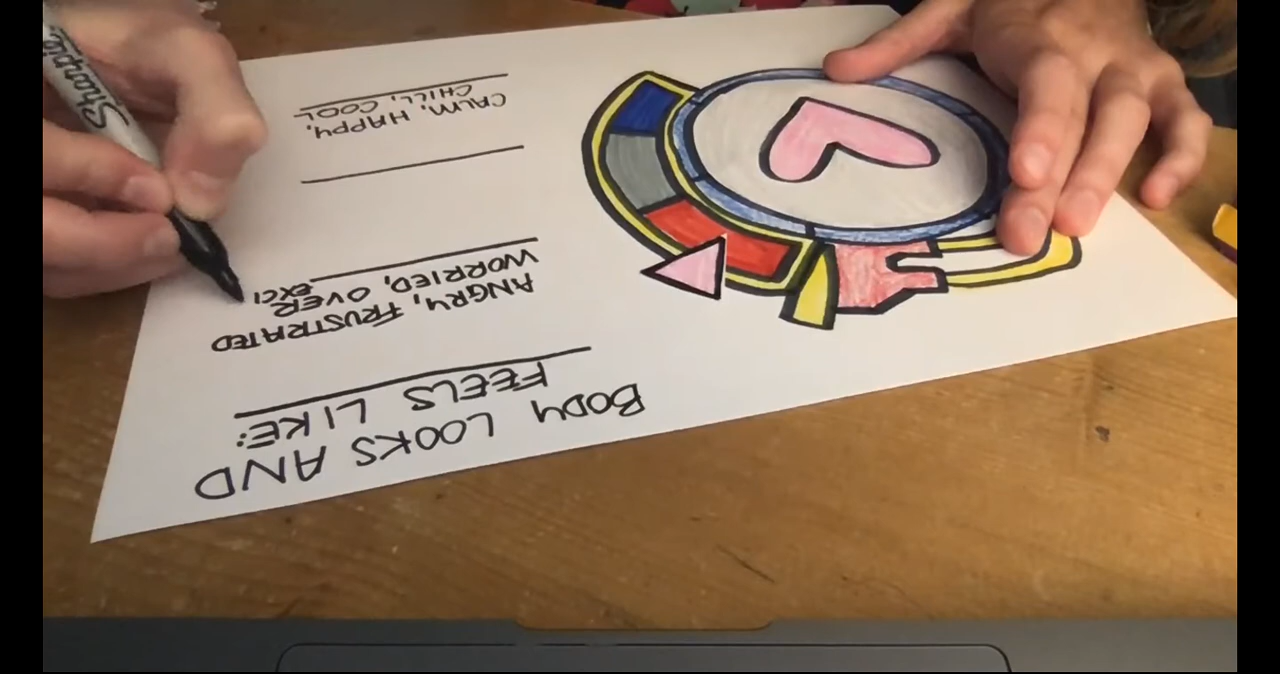 BODY LOOKS AND
FEELS LIKE:
ANGRY, FRUSTRATED
WORRIED, OVER
EXCI
CALM, HAPPY,
CHILL, COOL
Sharpie